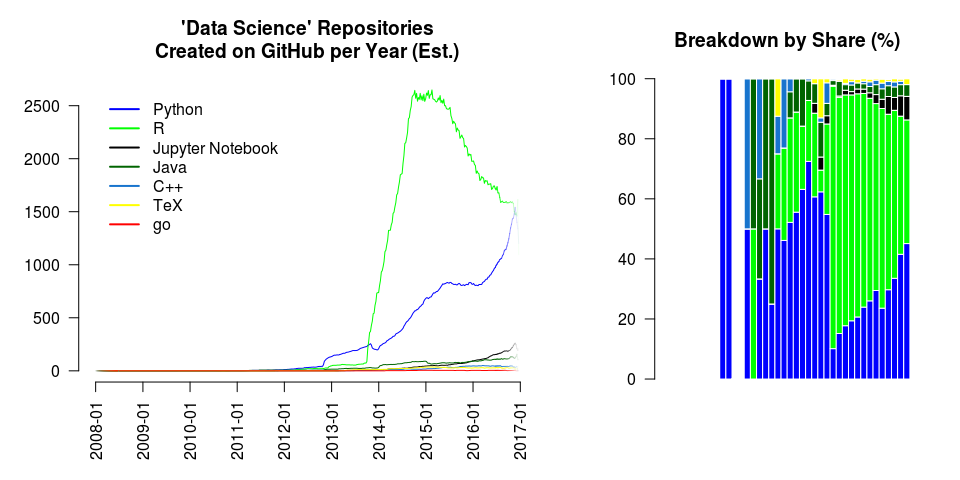 'Data Science' Repositories
Created on GitHub per Year (Est.)
2500
2000
1500
1000
500
0
Python
R
Jupyter Notebook
Java
C++
TeX
go
2008-01
2009-01
2010-01
2011-01
2012-01
2013-01
2014-01
2015-01
2016-01
2017-01
Breakdown by Share (%)
100
80
60
40
20
0